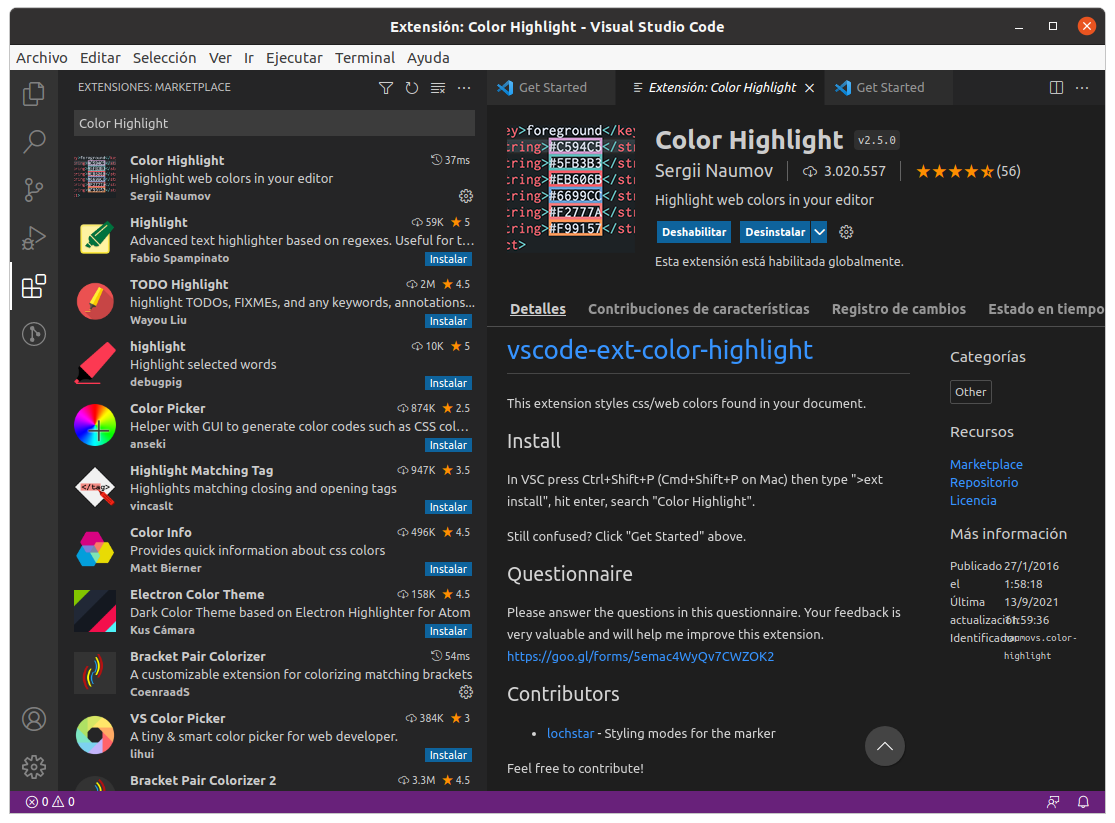 Extensión: Color Highlight - Visual Studio Code
Archivo Editar Selección Ver Ir Ejecutar Terminal Ayuda
EXTENSIONES: MARKETPLACE
Color Highlight
Color Highlight 37ms
Highlight web colors in your editor
Sergii Naumov
Highlight 59K 5
Advanced text highlighter based on regexes. Useful for t...
Fabio Spampinato Instalar
TODO Highlight 2M 4.5
highlight TODOs, FIXMEs, and any keywords, annotations...
Wayou Liu Instalar
highlight 10K 5
Highlight selected words
debugpig Instalar
Color Picker 874K 2.5
Helper with GUI to generate color codes such as CSS col...
anseki Instalar
Highlight Matching Tag 947K 3.5
Highlights matching closing and opening tags
vincaslt Instalar
Color Info 496K 4.5
Provides quick information about css colors
Matt Bierner Instalar
Electron Color Theme 158K 4.5
Dark Color Theme based on Electron Highlighter for Atom
Kus Cámara Instalar
Bracket Pair Colorizer 54ms
A customizable extension for colorizing matching brackets
CoenraadS
VS Color Picker 384K 3
A tiny & smart color picker for web developer.
lihui Instalar
Bracket Pair Colorizer 2 3.3M 4.5
Get Started Extensión: Color Highlight Get Started
ey>foreground</key
ring>#C594C5</str
ring>#5FB3B3</str
ring>#EB606B</str
ring>#6699CC</str
ring>#F2777A</str
ring>#F99157</str
ct>
</tag>
Color Highlight v2.5.0
Sergii Naumov 3.020.557 (56)
Highlight web colors in your editor
Deshabilitar Desinstalar
Esta extensión está habilitada globalmente.
Detalles Contribuciones de características Registro de cambios Estado en tiempo
vscode-ext-color-highlight
This extension styles css/web colors found in your document.
Install
In VSC press Ctrl+Shift+P (Cmd+Shift+P on Mac) then type ">ext
install", hit enter, search "Color Highlight".
Still confused? Click "Get Started" above.
Questionnaire
Please answer the questions in this questionnaire. Your feedback is
very valuable and will help me improve this extension.
https://goo.gl/forms/5emac4WyQv7CWZOK2
Contributors
lochstar - Styling modes for the marker
Feel free to contribute!
Categorías
Other
Recursos
Marketplace
Repositorio
Licencia
Más información
Publicado 27/1/2016
el 1:58:18
Última 13/9/2021
actualización
Identificador
highlight
0 0